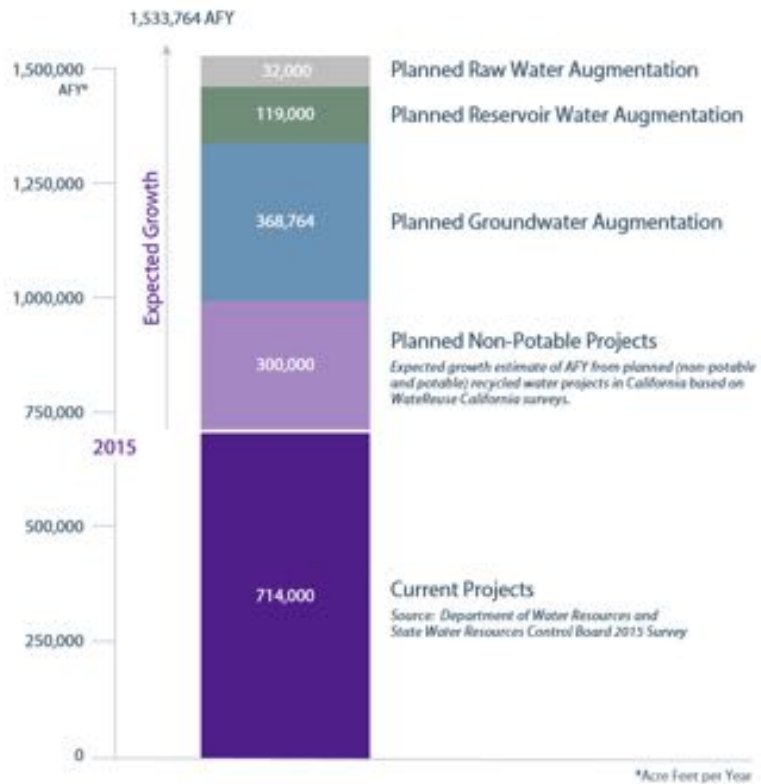 1,533,764 AFY
1,500,000
AFY*
32,000
Planned Raw Water Augmentation
119,000
Planned Reservoir Water Augmentation
1,250,000
Expected Growth
368,764
Planned Groundwater Augmentation
1,000,000
Planned Non-Potable Projects
300,000
Expected growth estimate of AFY from planned (non-potable
and potable) recycled water projects in California based on
WateReuse California surveys.
750,000
2015
500,000
714,000
Current Projects
Source: Department of Water Resources and
State Water Resources Control Board 2015 Survey
250,000
0
*Acre Feet per Year